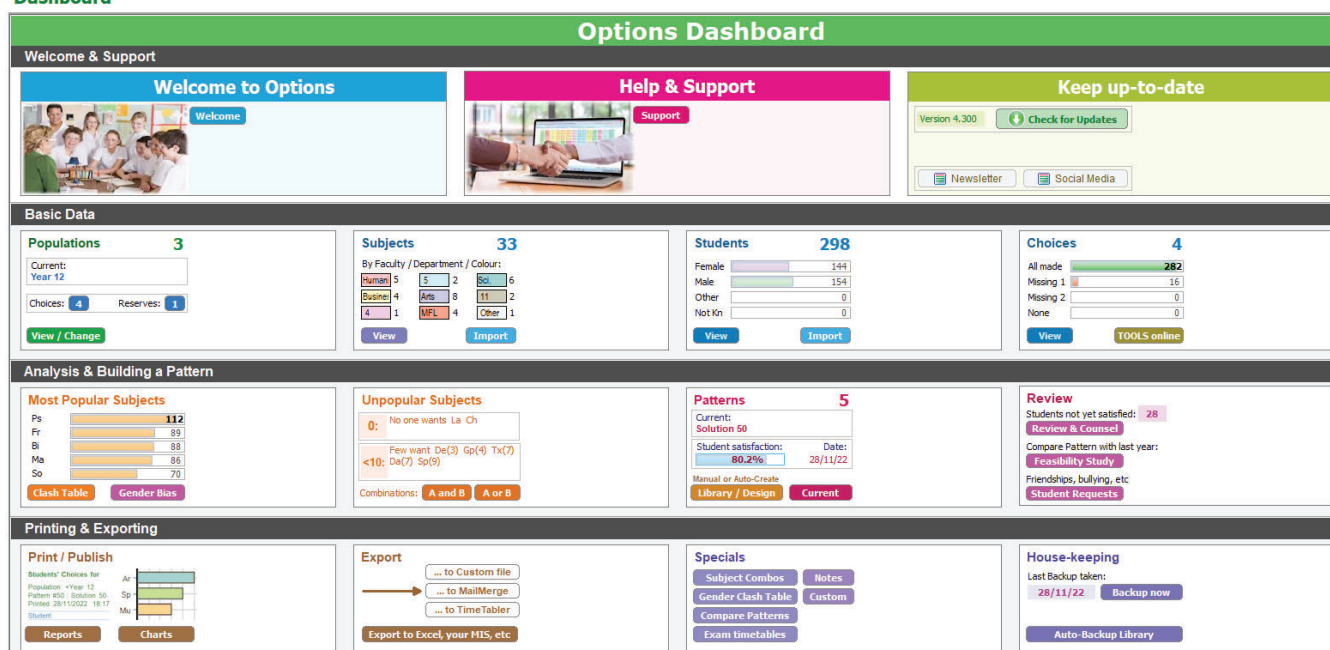 Dashboard
Options Dashboard
Welcome & Support
Welcome to Options
Welcome
Help & Support
Support
Keep up-to-date
Version 4.300 Check for Updates
Newsletter Social Media
Basic Data
Populations 3
Current:
Year 12
Choices: 4 Reserves: 1
View / Change
Subjects 33
By Faculty / Department / Colour:
Human 5 5 2 Sci. 6
Busine 4 Arts 8 11 2
4 1 MFL 4 Other 1
View Import
Students 298
Female 144
Male 154
Other 0
Not Kn 0
View Import
Choices 4
All made 282
Missing 1 16
Missing 2 0
None 0
View TOOLS online
Analysis & Building a Pattern
Most Popular Subjects
Ps 112
Fr 89
Bi 88
Ma 86
So 70
Clash Table Gender Bias
Unpopular Subjects
0: No one wants La Ch
<10: Few want De(3) Gp(4) Tx(7)
Da(7) Sp(9)
Combinations: A and B A or B
Patterns 5
Current:
Solution 50
Student satisfaction: Date:
80.2% 28/11/22
Manual or Auto-Create
Library / Design Current
Review
Students not yet satisfied: 28
Review & Counsel
Compare Pattern with last year:
Feasibility Study
Friendships, bullying, etc
Student Requests
Printing & Exporting
Print / Publish
Students' Choices for
Population •Year 12
Pattern #50 : Solution 50
Printed 28/11/2022 18:17
Student
Ar
Sp
Mu
Reports Charts
Export
... to Custom file
... to MailMerge
... to TimeTabler
Export to Excel, your MIS, etc
Specials
Subject Combos Notes
Gender Clash Table Custom
Compare Patterns
Exam timetables
House-keeping
Last Backup taken:
28/11/22 Backup now
Auto-Backup Library